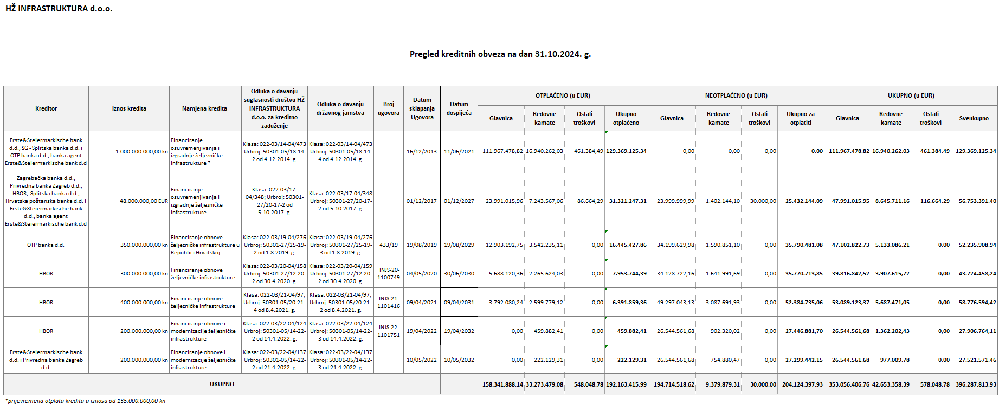 HŽ INFRASTRUKTURA d.o.o.
Pregled kreditnih obveza na dan 31.10.2024. g.
Kreditor
Iznos kredita
Namjena kredita
Odluka o davanju
suglasnosti društvu HŽ
INFRASTRUKTURA
d.o.o. za kreditno
zaduženje
Odluka o davanju
državnog jamstva
Broj
ugovora
Datum
sklapanja
Ugovora
Datum
dospijeća
OTPLAĆENO (u EUR)
NEOTPLAĆENO (u EUR)
UKUPNO (u EUR)
Glavnica
Redovne
kamate
Ostali
troškovi
Ukupno
otplaćeno
Glavnica
Redovne
kamate
Ostali
troškovi
Ukupno za
otplatiti
Glavnica
Redovne
kamate
Ostali
troškovi
Sveukupno
Erste&Steiermarkische bank
d.d., SG - Splitska banka d.d. i
OTP banka d.d., banka agent
Erste&Steiermarkische bank d.d
1.000.000.000,00 kn
Financiranje
osuvremenjivanja i
izgradnje željezničke
infrastrukture *
Klasa: 022-03/14-04/473
Urbroj: 50301-05/18-14-
2 od 4.12.2014. g.
Klasa: 022-03/14-04/473
Urbroj: 50301-05/18-14-
4 od 4.12.2014. g.
16/12/2013
11/06/2021
111.967.478,82
16.940.262,03
461.384,49
129.369.125,34
0,00
0,00
0,00
0,00
111.967.478,82
16.940.262,03
461.384,49
129.369.125,34
Zagrebačka banka d.d.,
Privredna banka Zagreb d.d.,
HBOR, Splitska banka d.d.,
Hrvatska poštanska banka d.d. i
Erste&Steiermarkische bank
d.d., banka agent
Erste&Steiermarkische bank d.d
48.000.000,00 EUR
Financiranje
osuvremenjivanja i
izgradnje željezničke
infrastrukture
Klasa: 022-03/17-
04/348; Urbroj: 50301-
27/20-17-2 od
5.10.2017. g.
Klasa: 022-03/17-04/348
Urbroj: 50301-27/20-17-
2 od 5.10.2017. g.
01/12/2017
01/12/2027
23.991.015,96
7.243.567,06
86.664,29
31.321.247,31
23.999.999,99
1.402.144,10
30.000,00
25.432.144,09
47.991.015,95
8.645.711,16
116.664,29
56.753.391,40
OTP banka d.d.
350.000.000,00 kn
Financiranje obnove
željezničke infrastrukture u
Republici Hrvatskoj
Klasa: 022-03/19-04/276
Urbroj: 50301-27/25-19-
2 od 1.8.2019. g.
Klasa: 022-03/19-04/276
Urbroj: 50301-27/25-19-
3 od 1.8.2019. g.
433/19
19/08/2019
19/08/2029
12.903.192,75
3.542.235,11
0,00
16.445.427,86
34.199.629,98
1.590.851,10
0,00
35.790.481,08
47.102.822,73
5.133.086,21
0,00
52.235.908,94
HBOR
300.000.000,00 kn
Financiranje obnove
željezničke infrastrukture
Klasa: 022-03/20-04/158
Urbroj: 50301-27/12-20-
2 od 30.4.2020. g.
Klasa: 022-03/20-04/159
Urbroj: 50301-27/12-20-
2 od 30.4.2020. g.
INJS-20-
1100749
04/05/2020
30/06/2030
5.688.120,36
2.265.624,03
0,00
7.953.744,39
34.128.722,16
1.641.991,69
0,00
35.770.713,85
39.816.842,52
3.907.615,72
0,00
43.724.458,24
HBOR
400.000.000,00 kn
Financiranje obnove
željezničke infrastrukture
Klasa: 022-03/21-04/97;
Urbroj: 50301-05/20-21-
4 od 8.4.2021. g.
Klasa: 022-03/21-04/97;
Urbroj: 50301-05/20-21-
2 od 8.4.2021. g.
INJS-21-
1101416
09/04/2021
09/04/2031
3.792.080,24
2.599.779,12
0,00
6.391.859,36
49.297.043,13
3.087.691,93
0,00
52.384.735,06
53.089.123,37
5.687.471,05
0,00
58.776.594,42
HBOR
200.000.000,00 kn
Financiranje obnove i
modernizacije željezničke
infrastrukture
Klasa: 022-03/22-04/124
Urbroj: 50301-05/14-22-
2 od 14.4.2022. g.
Klasa: 022-03/22-04/124
Urbroj: 50301-05/14-22-
3 od 14.4.2022. g.
INJS-22-
1101751
19/04/2022
19/04/2032
0,00
459.882,41
0,00
459.882,41
26.544.561,68
902.320,02
0,00
27.446.881,70
26.544.561,68
1.362.202,43
0,00
27.906.764,11
Erste&Steiermarkische bank
d.d. i Privredna banka Zagreb
d.d.
200.000.000,00 kn
Financiranje obnove i
modernizacije željezničke
infrastrukture
Klasa: 022-03/22-04/137
Urbroj: 50301-05/14-22-
2 od 21.4.2022. g.
Klasa: 022-03/22-04/137
Urbroj: 50301-05/14-22-
3 od 21.4.2022. g.
10/05/2022
10/05/2032
0,00
222.129,31
0,00
222.129,31
26.544.561,68
754.880,47
0,00
27.299.442,15
26.544.561,68
977.009,78
0,00
27.521.571,46
UKUPNO
158.341.888,14
33.273.479,08
548.048,78
192.163.415,99
194.714.518,62
9.379.879,31
30.000,00
204.124.397,93
353.056.406,76
42.653.358,39
578.048,78
396.287.813,93
*prijevremena otplata kredita u iznosu od 135.000.000,00 kn